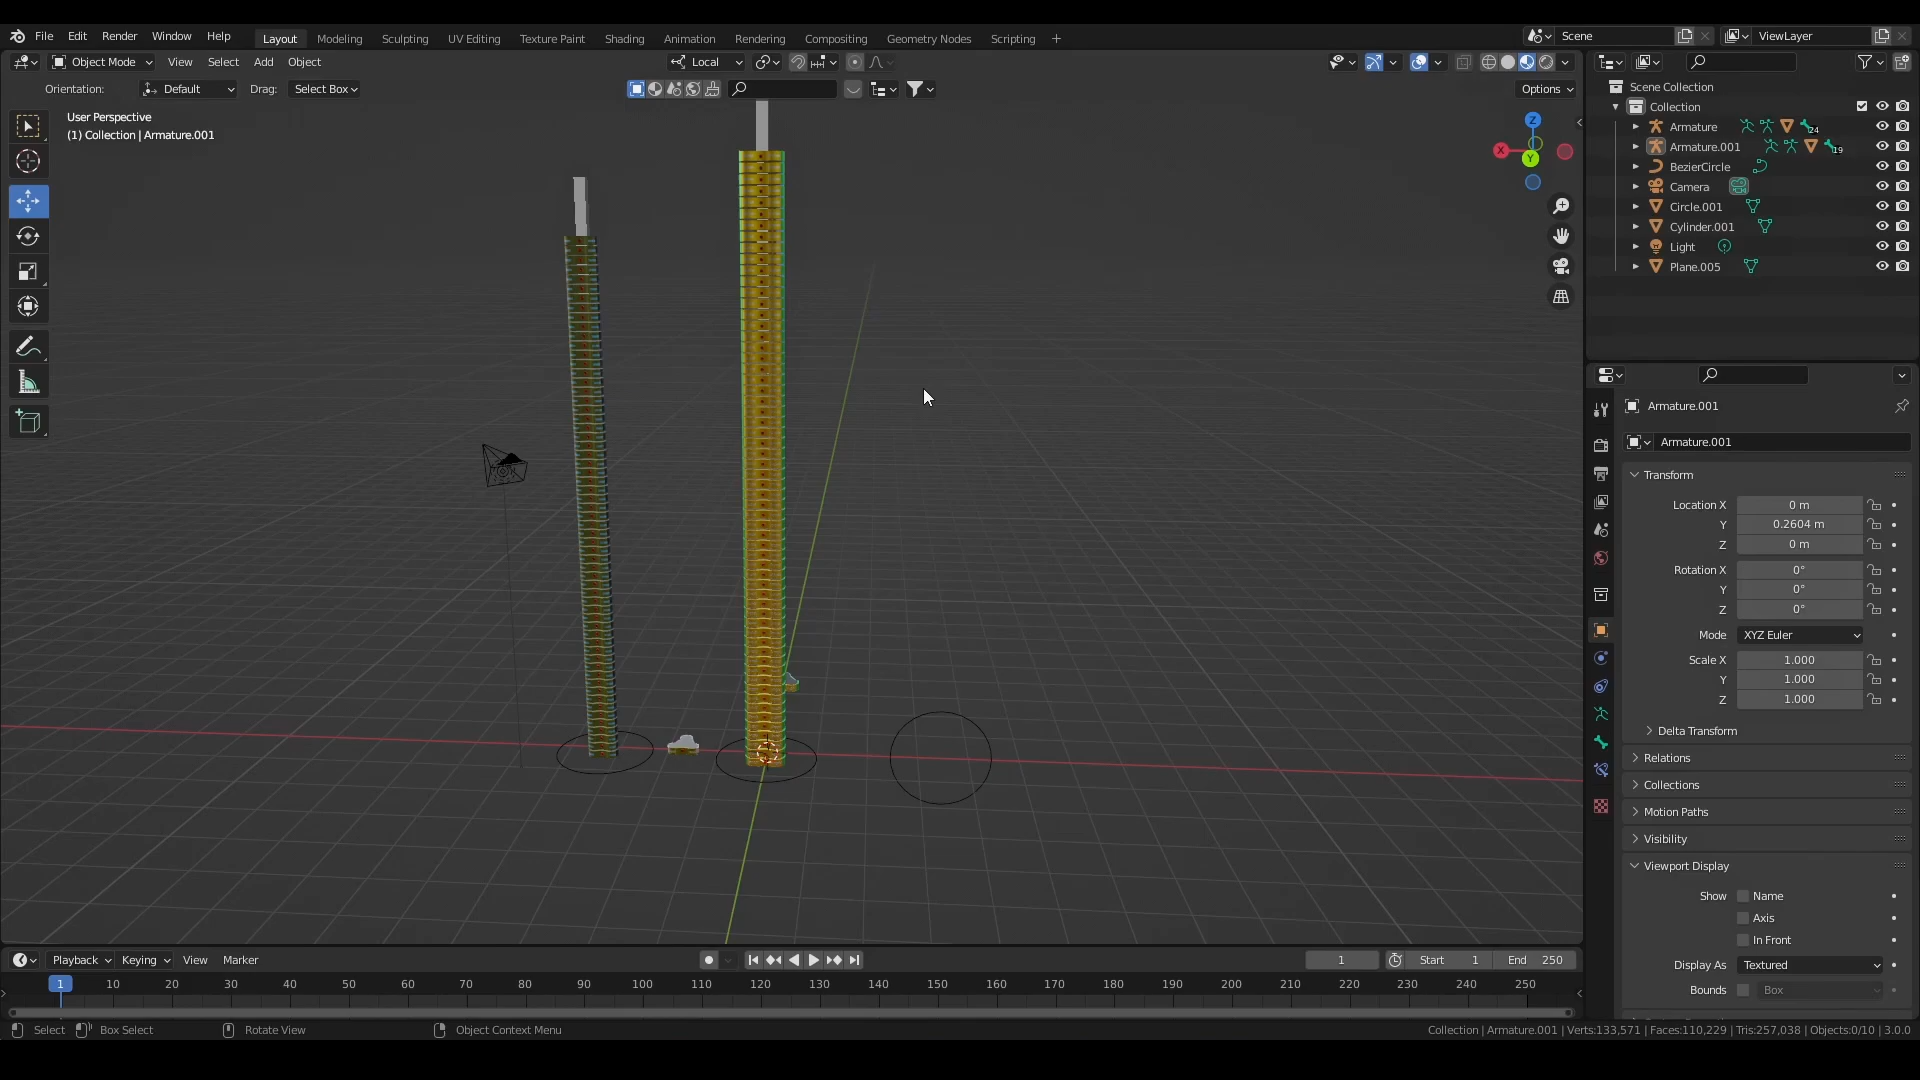 File Edit Render Window Help Layout Modeling Sculpting UV Editing Texture Paint Shading Animation Rendering Compositing Geometry Nodes Scripting + Scene ViewLayer
Object Mode View Select Add Object Local
Orientation: Default Drag: Select Box Options
User Perspective
(1) Collection | Armature.001
Z
X
Y
Scene Collection
Collection
Armature 24
Armature.001 19
BezierCircle
Camera
Circle.001
Cylinder.001
Light
Plane.005
Armature.001
Armature.001
Transform
Location X 0 m
Y 0.2604 m
Z 0 m
Rotation X 0°
Y 0°
Z 0°
Mode XYZ Euler
Scale X 1.000
Y 1.000
Z 1.000
Delta Transform
Relations
Collections
Motion Paths
Visibility
Viewport Display
Show Name
Axis
In Front
Display As Textured
Bounds Box
Playback Keying View Marker 1 Start 1 End 250
1 10 20 30 40 50 60 70 80 90 100 110 120 130 140 150 160 170 180 190 200 210 220 230 240 250
Select Box Select Rotate View Object Context Menu Collection | Armature.001 | Verts:133,571 | Faces:110,229 | Tris:257,038 | Objects:0/10 | 3.0.0